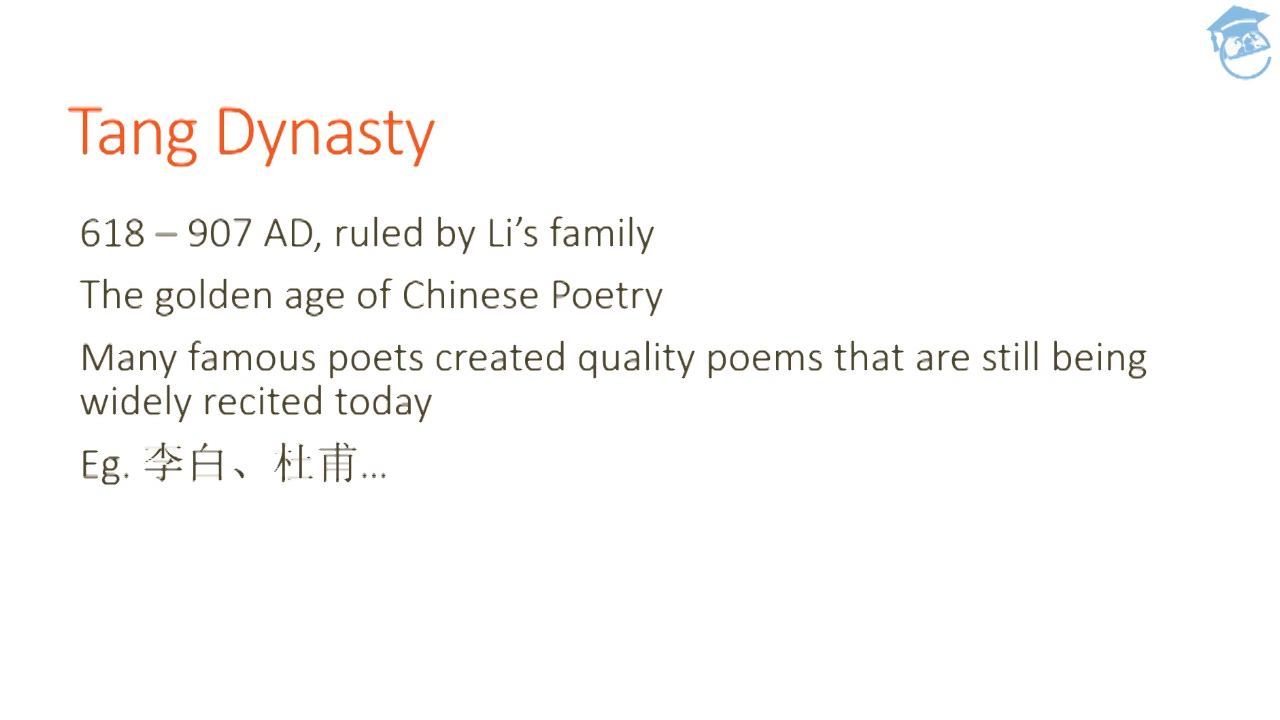 Tang Dynasty
618 – 907 AD, ruled by Li’s family
The golden age of Chinese Poetry
Many famous poets created quality poems that are still being
widely recited today
Eg. 李白、杜甫…